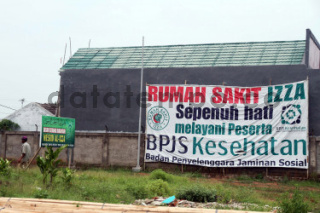 RUMAH SAKIT IZZA
Sepenuh hati
melayani Peserta
BPJS Kesehatan
Badan Penyelenggara Jaminan Sosial